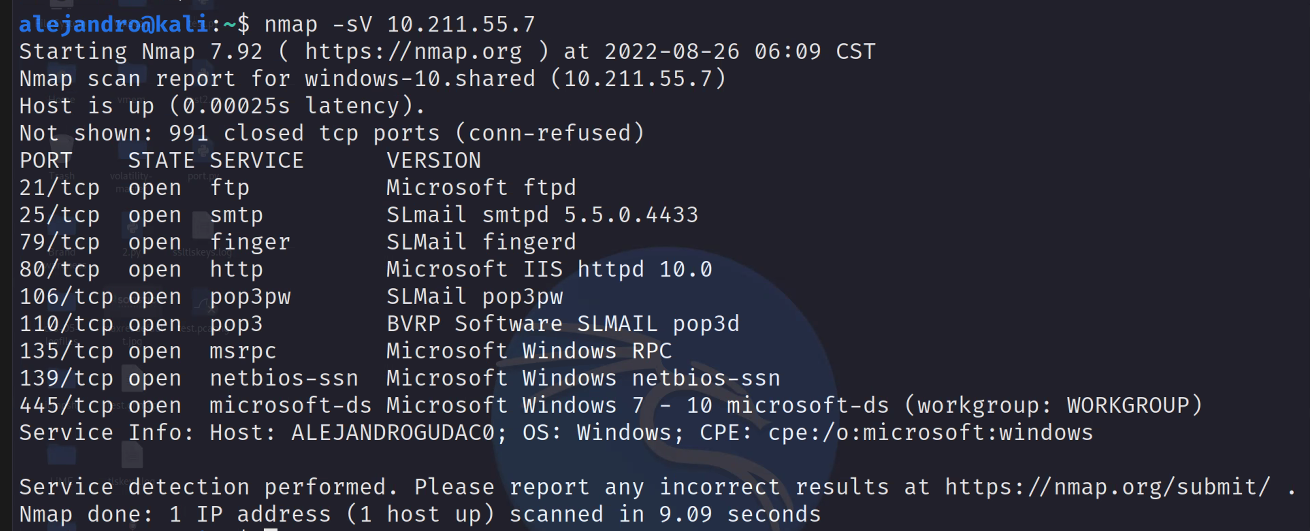 alejandro@kali:~$ nmap -sV 10.211.55.7
Starting Nmap 7.92 ( https://nmap.org ) at 2022-08-26 06:09 CST
Nmap scan report for windows-10.shared (10.211.55.7)
Host is up (0.00025s latency).
Not shown: 991 closed tcp ports (conn-refused)
PORT    STATE SERVICE      VERSION
21/tcp  open  ftp          Microsoft ftpd
25/tcp  open  smtp         SLmail smtpd 5.5.0.4433
79/tcp  open  finger       SLMail fingerd
80/tcp  open  http         Microsoft IIS httpd 10.0
106/tcp open  pop3pw       SLMail pop3pw
110/tcp open  pop3         BVRP Software SLMAIL pop3d
135/tcp open  msrpc        Microsoft Windows RPC
139/tcp open  netbios-ssn  Microsoft Windows netbios-ssn
445/tcp open  microsoft-ds Microsoft Windows 7 - 10 microsoft-ds (workgroup: WORKGROUP)
Service Info: Host: ALEJANDROGUDAC0; OS: Windows; CPE: cpe:/o:microsoft:windows
Service detection performed. Please report any incorrect results at https://nmap.org/submit/ .
Nmap done: 1 IP address (1 host up) scanned in 9.09 seconds